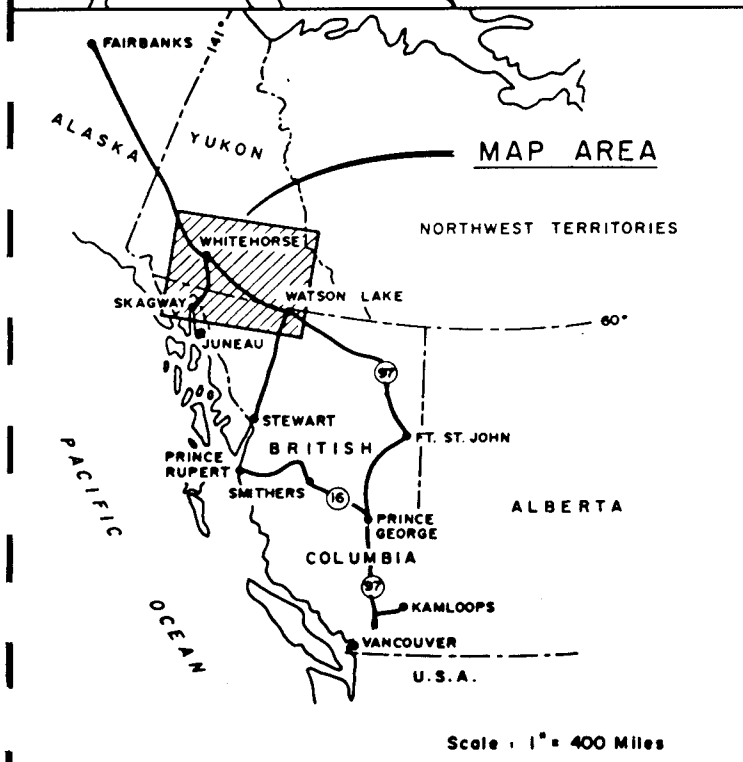 FAIRBANKS
141°
ALASKA
YUKON
MAP AREA
NORTHWEST TERRITORIES
WHITEHORSE
SKAGWAY
WATSON LAKE
60°
JUNEAU
97
STEWART
BRITISH
FT. ST. JOHN
PRINCE
RUPERT
SMITHERS
16
PACIFIC
ALBERTA
PRINCE
GEORGE
COLUMBIA
97
KAMLOOPS
OCEAN
VANCOUVER
U.S.A.
Scale : 1" = 400 Miles